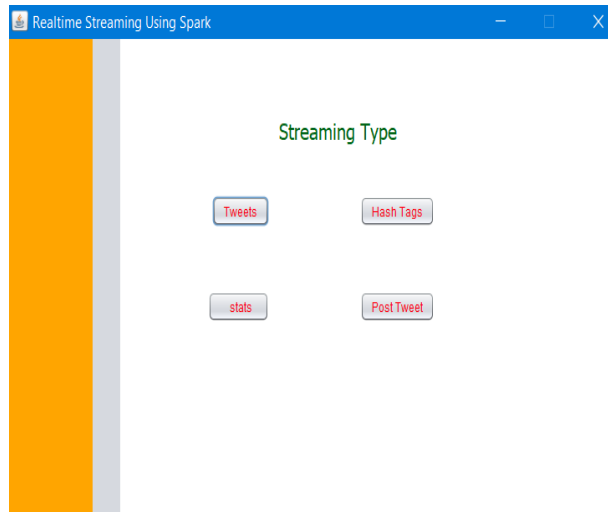 Realtime Streaming Using Spark
Streaming Type
Tweets
Hash Tags
stats
Post Tweet